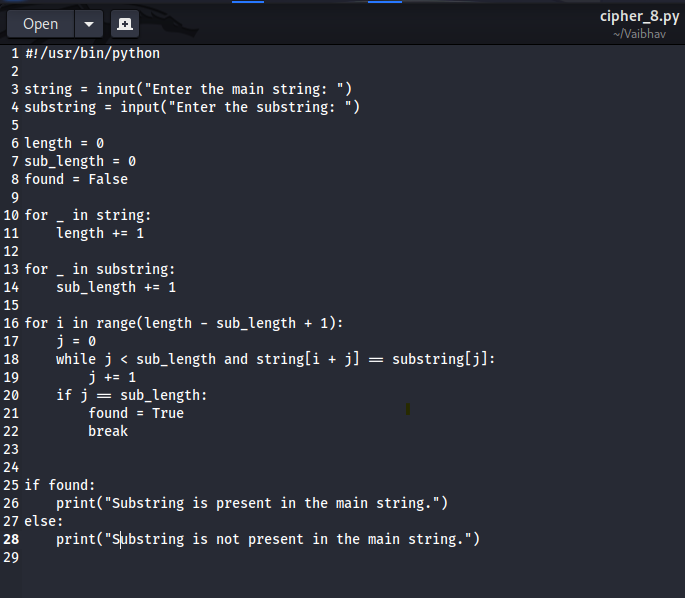 Open
cipher_8.py
~/Vaibhav
1 #!/usr/bin/python
2
3 string = input("Enter the main string: ")
4 substring = input("Enter the substring: ")
5
6 length = 0
7 sub_length = 0
8 found = False
9
10 for _ in string:
11     length += 1
12
13 for _ in substring:
14     sub_length += 1
15
16 for i in range(length - sub_length + 1):
17     j = 0
18     while j < sub_length and string[i + j] == substring[j]:
19         j += 1
20     if j == sub_length:
21         found = True
22         break
23
24
25 if found:
26     print("Substring is present in the main string.")
27 else:
28     print("Substring is not present in the main string.")
29